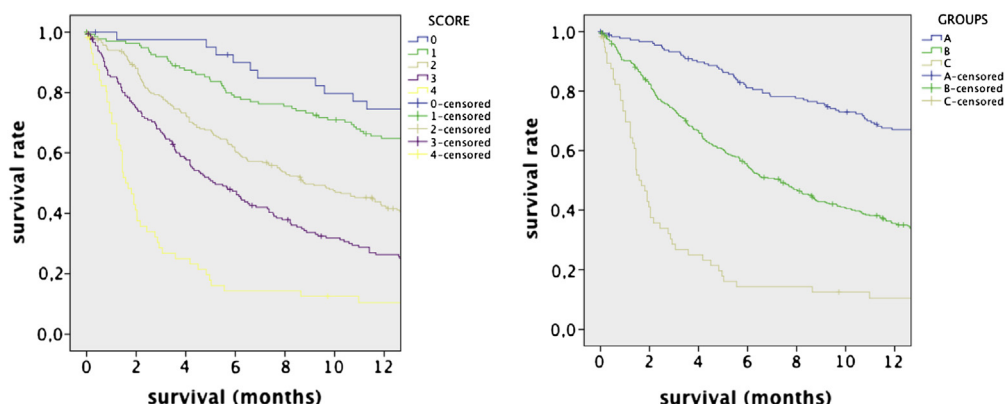 SCORE
0
1
2
3
4
0-censored
1-censored
2-censored
3-censored
4-censored
1,0
0,8
0,6
0,4
0,2
0,0
survival rate
0 2 4 6 8 10 12
survival (months)
GROUPS
A
B
C
A-censored
B-censored
C-censored
1,0
0,8
0,6
0,4
0,2
0,0
survival rate
0 2 4 6 8 10 12
survival (months)